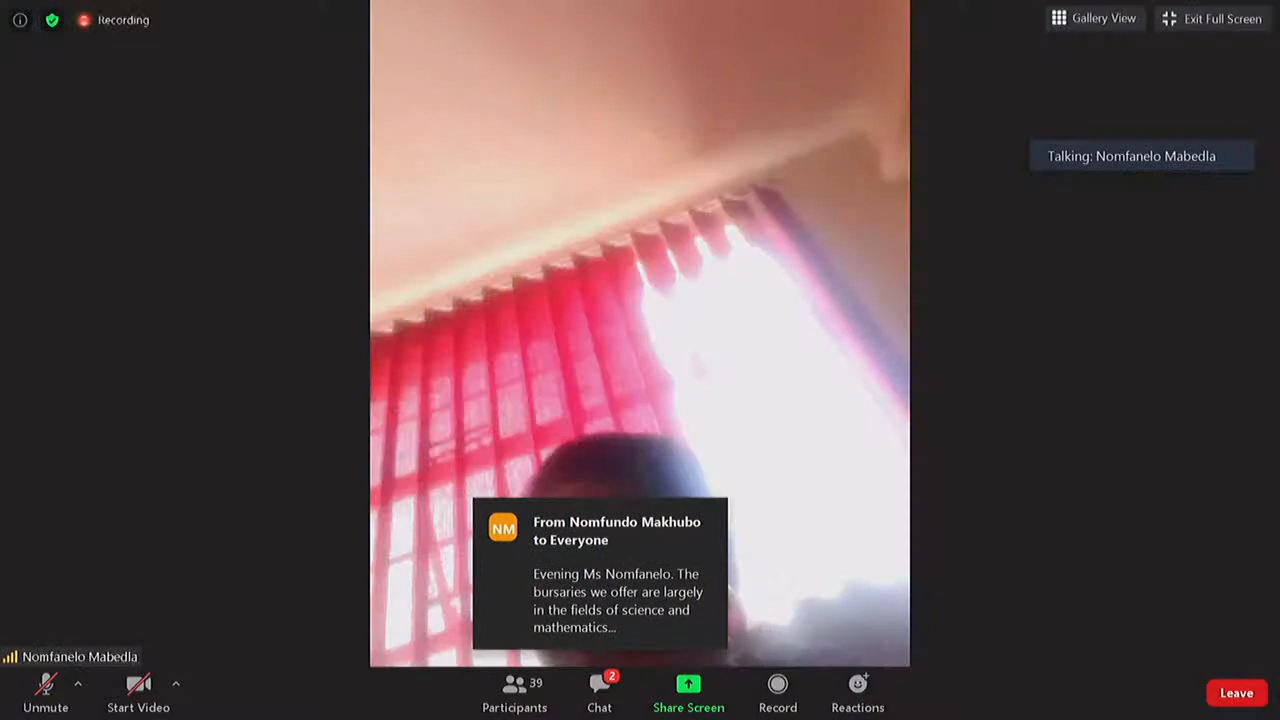 Recording
Gallery View
Exit Full Screen
Talking: Nomfanelo Mabedla
NM
From Nomfundo Makhubo
to Everyone
Evening Ms Nomfanelo. The
bursaries we offer are largely
in the fields of science and
mathematics...
Nomfanelo Mabedla
Unmute
Start Video
39
Participants
2
Chat
Share Screen
Record
Reactions
Leave